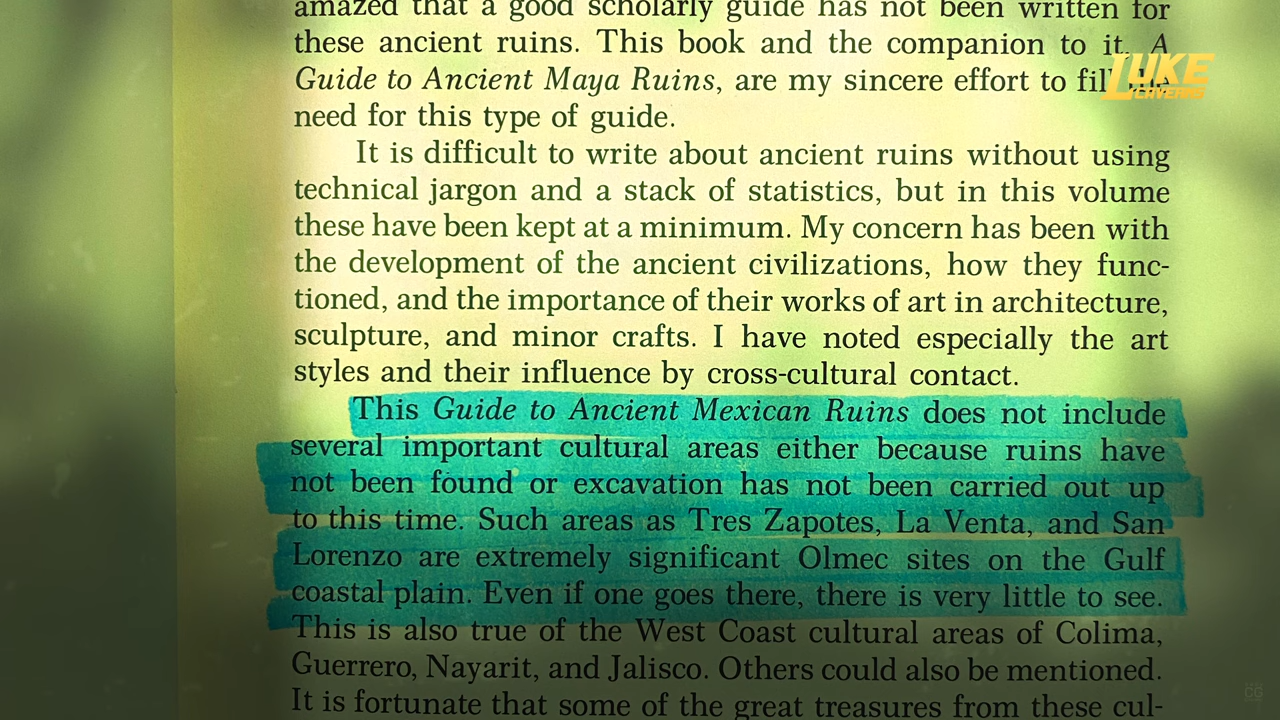 amazed that a good scholarly guide has not been written for
these ancient ruins. This book and the companion to it, A
Guide to Ancient Maya Ruins, are my sincere effort to fill the
need for this type of guide.
LUKE
CAVERNS
It is difficult to write about ancient ruins without using
technical jargon and a stack of statistics, but in this volume
these have been kept at a minimum. My concern has been with
the development of the ancient civilizations, how they func-
tioned, and the importance of their works of art in architecture,
sculpture, and minor crafts. I have noted especially the art
styles and their influence by cross-cultural contact.
This Guide to Ancient Mexican Ruins does not include
several important cultural areas either because ruins have
not been found or excavation has not been carried out up
to this time. Such areas as Tres Zapotes, La Venta, and San
Lorenzo are extremely significant Olmec sites on the Gulf
coastal plain. Even if one goes there, there is very little to see.
This is also true of the West Coast cultural areas of Colima,
Guerrero, Nayarit, and Jalisco. Others could also be mentioned.
It is fortunate that some of the great treasures from these cul-
CG